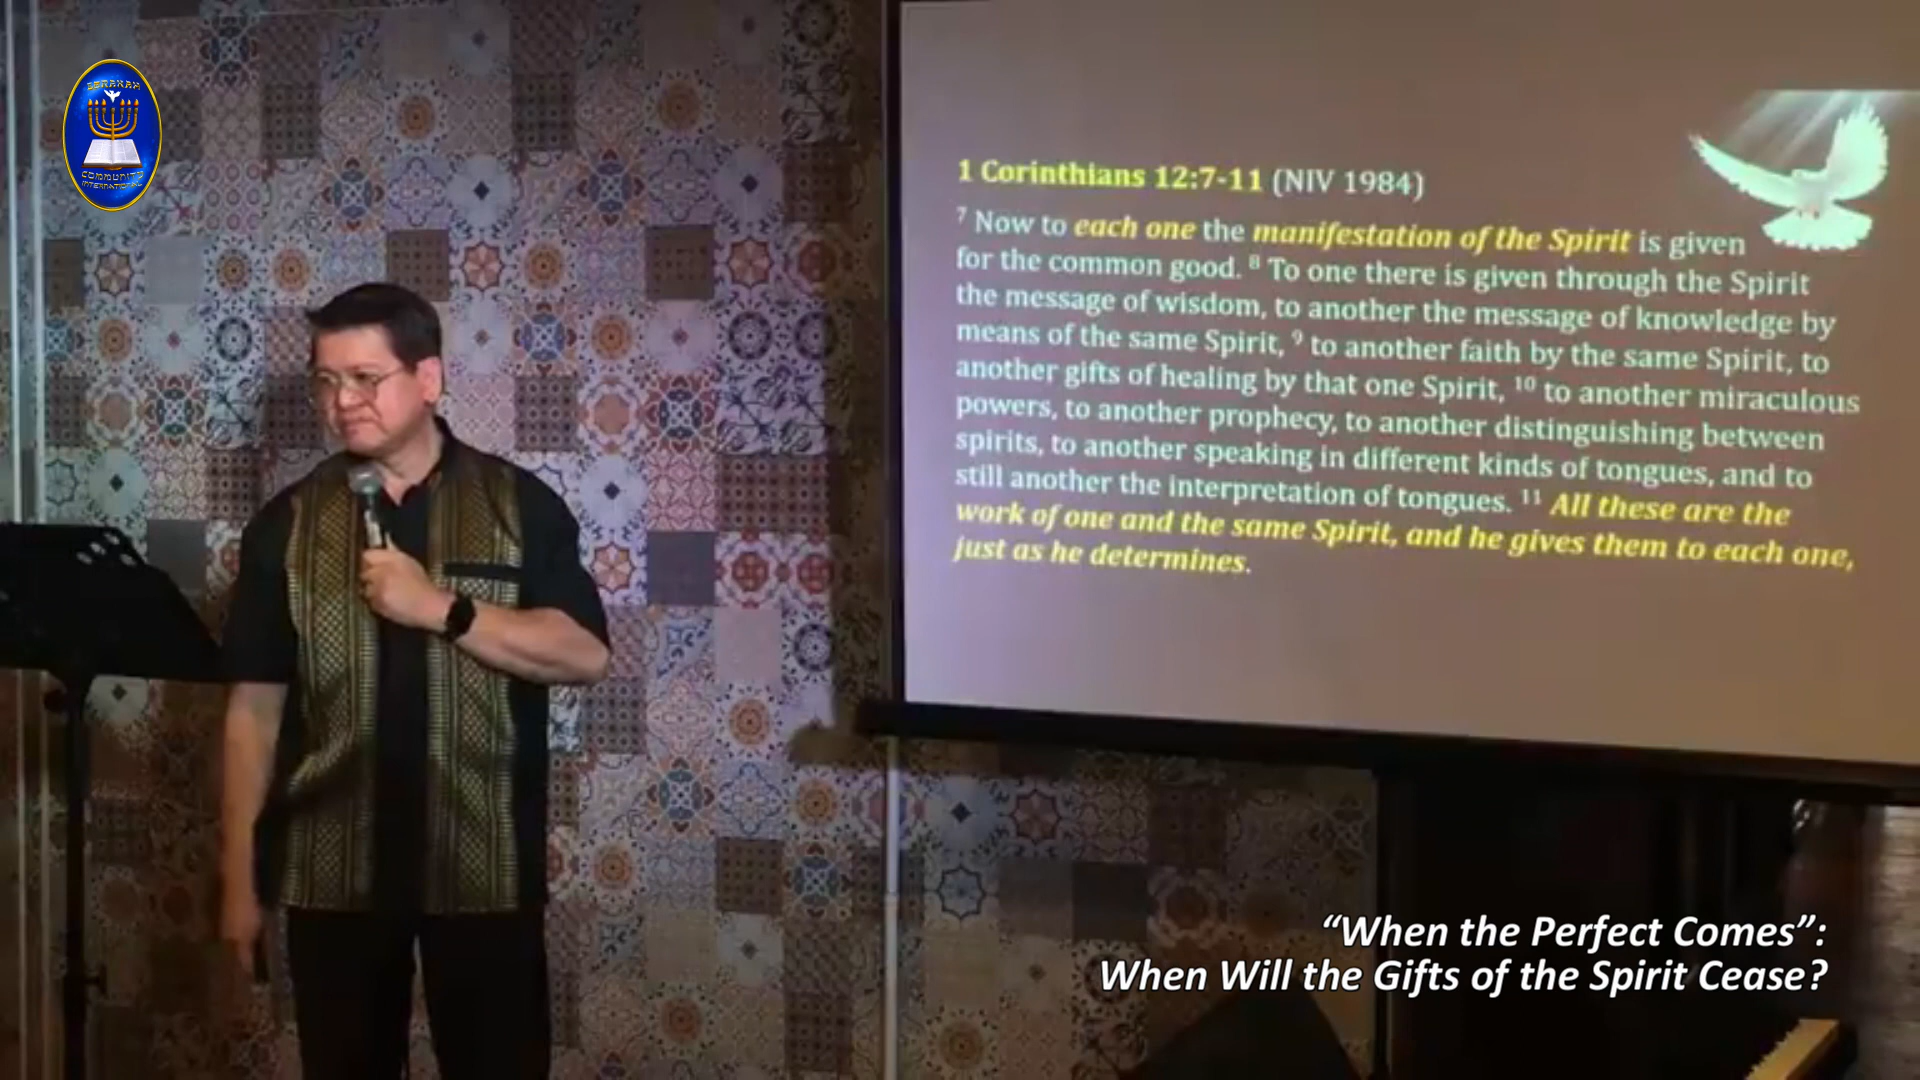 BERAKAH
COMMUNITY
INTERNATIONAL
1 Corinthians 12:7-11 (NIV 1984)
7 Now to each one the manifestation of the Spirit is given
for the common good. 8 To one there is given through the Spirit
the message of wisdom, to another the message of knowledge by
means of the same Spirit, 9 to another faith by the same Spirit, to
another gifts of healing by that one Spirit, 10 to another miraculous
powers, to another prophecy, to another distinguishing between
spirits, to another speaking in different kinds of tongues, and to
still another the interpretation of tongues. 11 All these are the
work of one and the same Spirit, and he gives them to each one,
just as he determines.
“When the Perfect Comes”:
When Will the Gifts of the Spirit Cease?